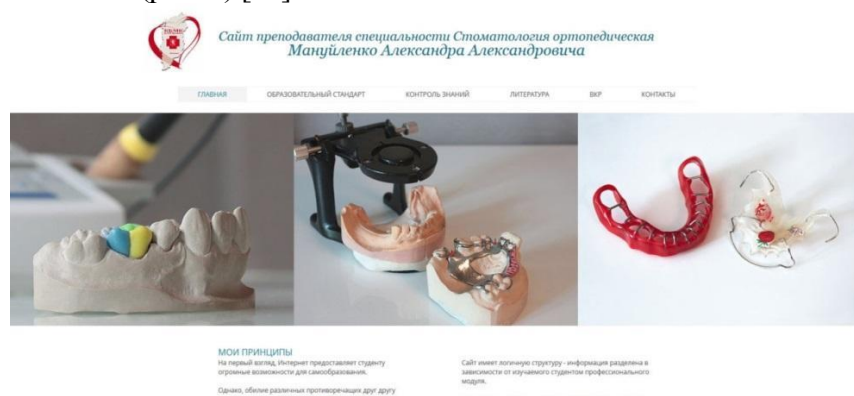 Сайт преподавателя специальности Стоматология ортопедическая
Мануйленко Александра Александровича
ГЛАВНАЯ
ОБРАЗОВАТЕЛЬНЫЙ СТАНДАРТ
КОНТРОЛЬ ЗНАНИЙ
ЛИТЕРАТУРА
ВКР
КОНТАКТЫ
МОИ ПРИНЦИПЫ
На первый взгляд, Интернет предоставляет студенту
огромные возможности для самообразования.
Однако, обилие различных противоречащих друг другу
Сайт имеет логичную структуру - информация разделена в
зависимости от изучаемого студентом профессионального
модуля.